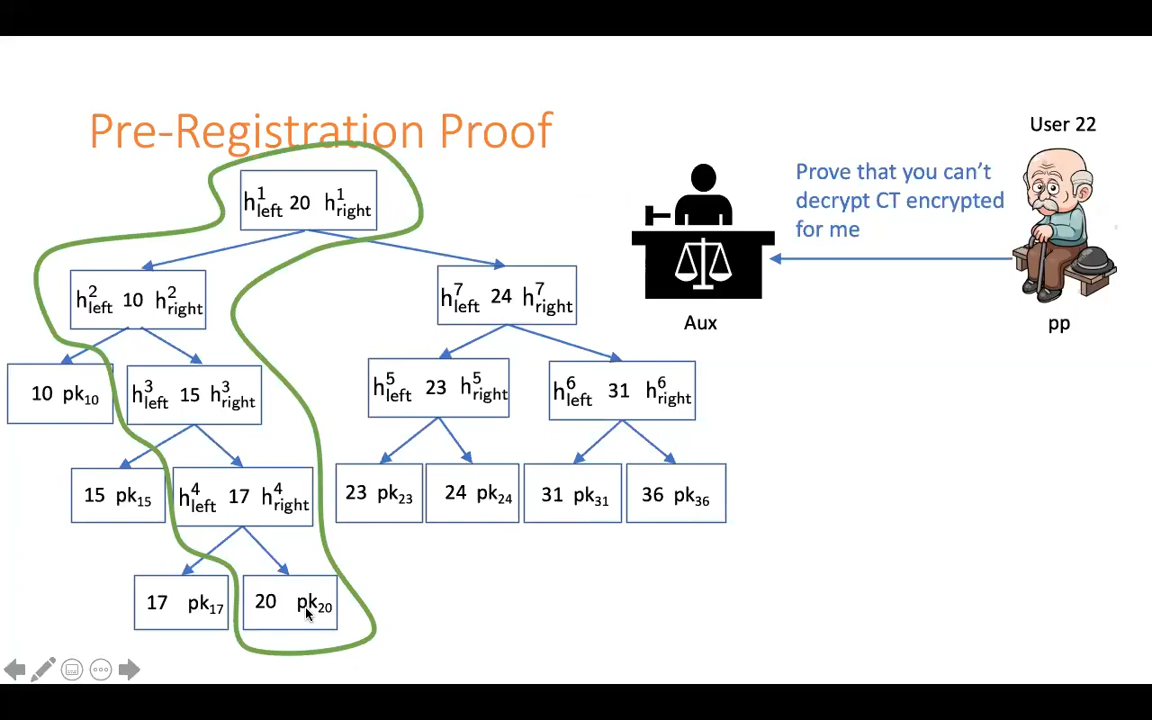 Pre-Registration Proof
User 22
Prove that you can’t
decrypt CT encrypted
for me
Aux
pp
h¹left 20 h¹right
h²left 10 h²right
h⁷left 24 h⁷right
10 pk₁₀
h³left 15 h³right
h⁵left 23 h⁵right
h⁶left 31 h⁶right
15 pk₁₅
h⁴left 17 h⁴right
23 pk₂₃
24 pk₂₄
31 pk₃₁
36 pk₃₆
17 pk₁₇
20 pk₂₀